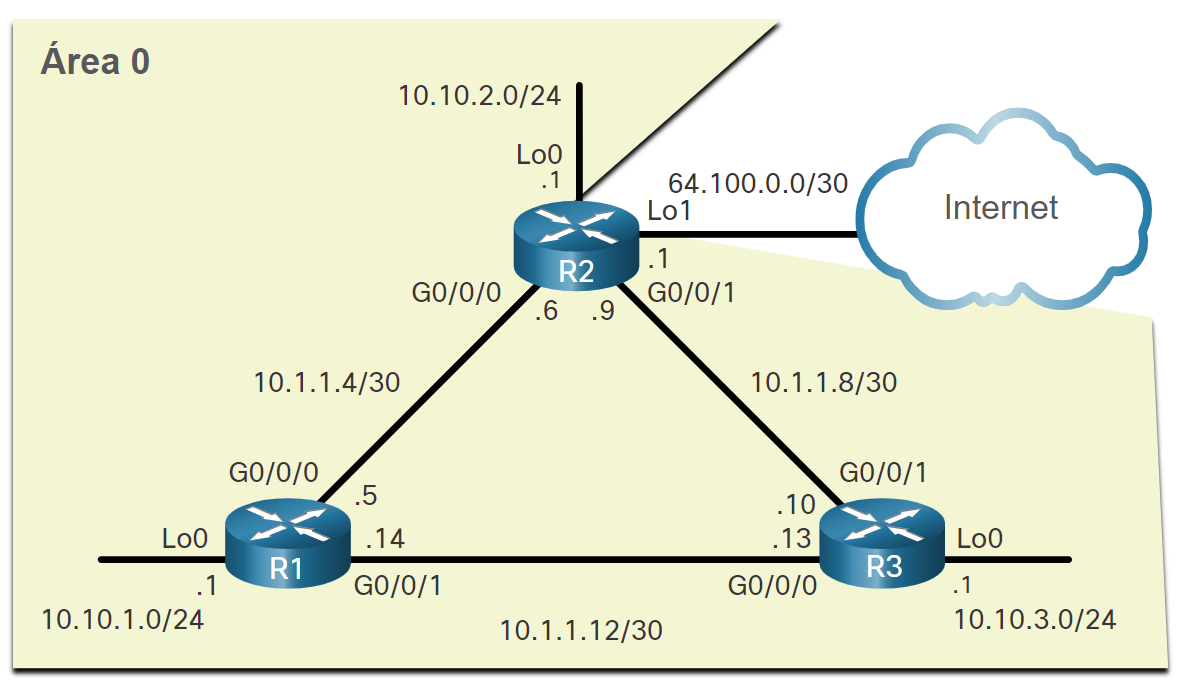 Área 0
10.10.2.0/24
Lo0
.1
64.100.0.0/30
Internet
Lo1
R2
.1
G0/0/0
.6
.9
G0/0/1
10.1.1.4/30
10.1.1.8/30
G0/0/0
.5
G0/0/1
.10
Lo0
.14
.13
Lo0
R1
R3
.1
G0/0/1
G0/0/0
.1
10.10.1.0/24
10.1.1.12/30
10.10.3.0/24